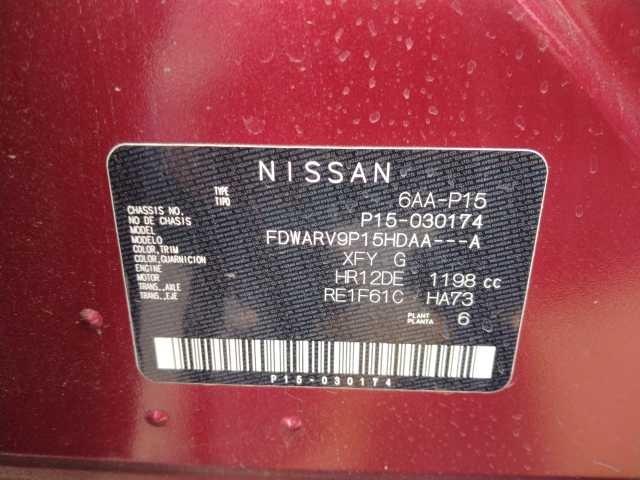 NISSAN
TYPE 6AA-P15
TIPO
CHASSIS NO. P15-030174
NO DE CHASSIS
MODEL FDWARV9P15HDAA---A
MODELO
COLOR,TRIM XFY G
COLOR,GUARNICION
ENGINE HR12DE 1198 cc
MOTOR
TRANS.,AXLE RE1F61C HA73
TRANS.,EJE
PLANT 6
PLANTA
P15-030174